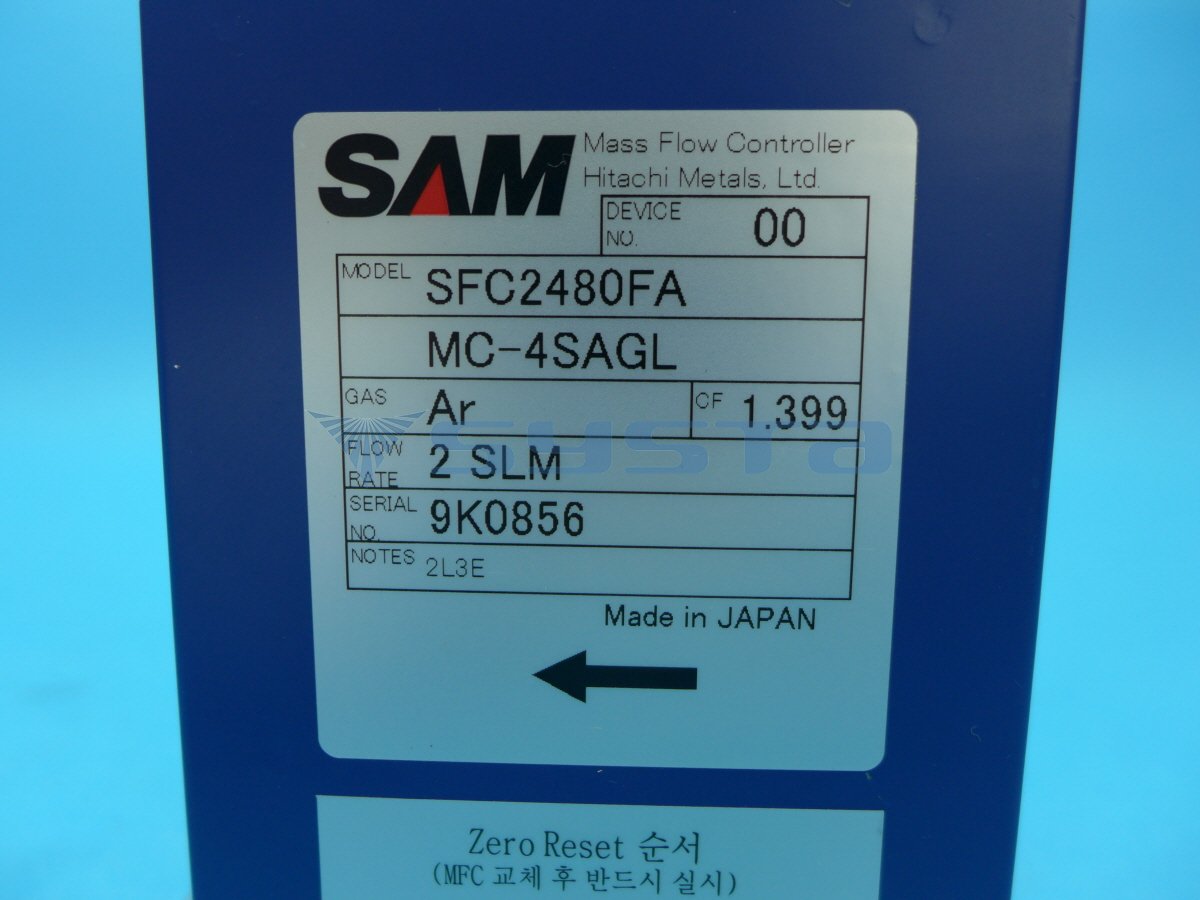 SAM
Mass Flow Controller
Hitachi Metals, Ltd.
DEVICE NO. 00
MODEL SFC2480FA
MC-4SAGL
GAS Ar CF 1.399
FLOW RATE 2 SLM
SERIAL NO. 9K0856
NOTES 2L3E
Made in JAPAN
systa
Zero Reset 순서
(MFC 교체 후 반드시 실시)